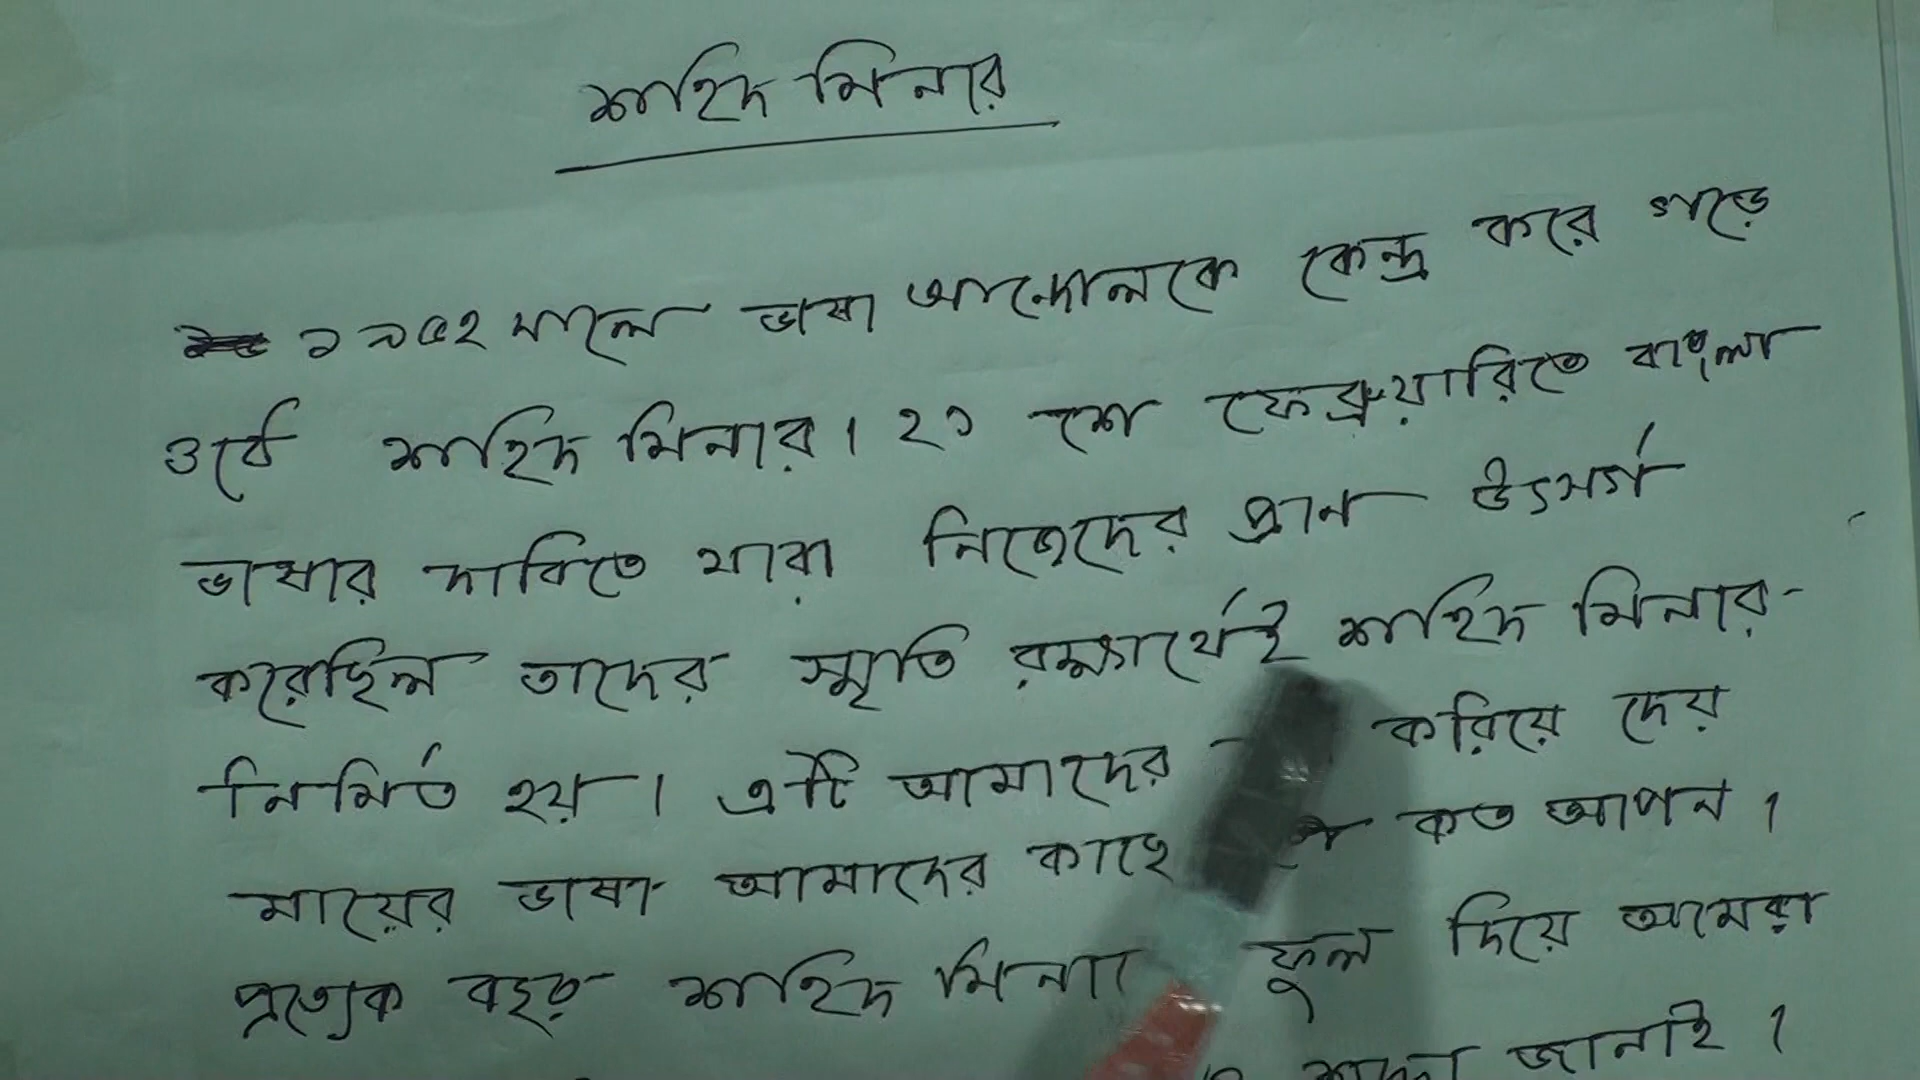 শহিদ মিনার
১৯৫২ সালে ভাষা আন্দোলকে কেন্দ্র করে গড়ে
ওঠে শহিদ মিনার। ২১ শে ফেব্রুয়ারিতে বাংলা
ভাষার দাবিতে যারা নিজেদের প্রান উৎসর্গ
করেছিল তাদের স্মৃতি রক্ষার্থেই শহিদ মিনার
নির্মিত হয়। এটি আমাদের করিয়ে দেয়
মায়ের ভাষা আমাদের কাছে কত আপন।
প্রত্যেক বছর শহিদ ফুল দিয়ে আমরা
জানাই।